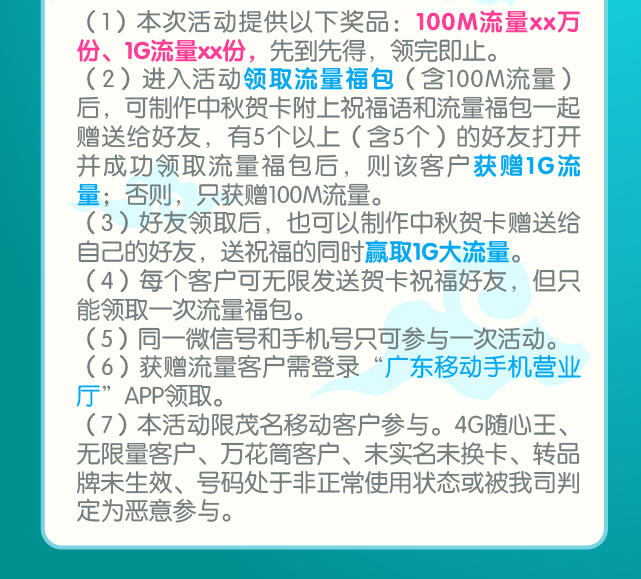 （1）本次活动提供以下奖品：100M流量xx万
份、1G流量xx份，先到先得，领完即止。
（2）进入活动领取流量福包（含100M流量）
后，可制作中秋贺卡附上祝福语和流量福包一起
赠送给好友，有5个以上（含5个）的好友打开
并成功领取流量福包后，则该客户获赠1G流
量；否则，只获赠100M流量。
（3）好友领取后，也可以制作中秋贺卡赠送给
自己的好友，送祝福的同时赢取1G大流量。
（4）每个客户可无限发送贺卡祝福好友，但只
能领取一次流量福包。
（5）同一微信号和手机号只可参与一次活动。
（6）获赠流量客户需登录“广东移动手机营业
厅”APP领取。
（7）本活动限茂名移动客户参与。4G随心王、
无限量客户、万花筒客户、未实名未换卡、转品
牌未生效、号码处于非正常使用状态或被我司判
定为恶意参与。